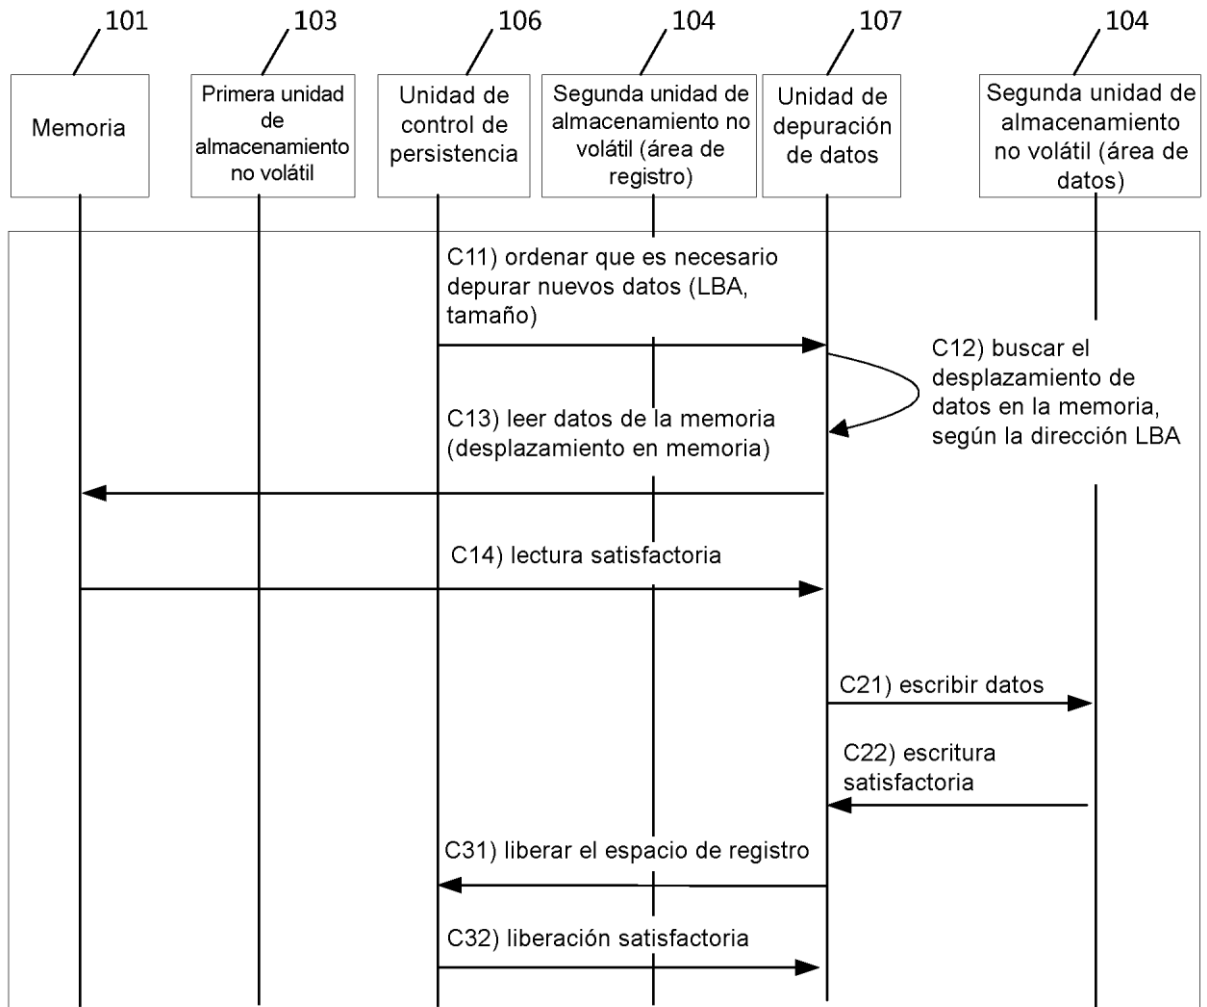 101
103
106
104
107
104
Memoria
Primera unidad
de
almacenamiento
no volátil
Unidad de
control de
persistencia
Segunda unidad de
almacenamiento no
volátil (área de
registro)
Unidad de
depuración
de datos
Segunda unidad de
almacenamiento
no volátil (área de
datos)
C11) ordenar que es necesario
depurar nuevos datos (LBA,
tamaño)
C12) buscar el
desplazamiento de
datos en la memoria,
según la dirección LBA
C13) leer datos de la memoria
(desplazamiento en memoria)
C14) lectura satisfactoria
C21) escribir datos
C22) escritura
satisfactoria
C31) liberar el espacio de registro
C32) liberación satisfactoria